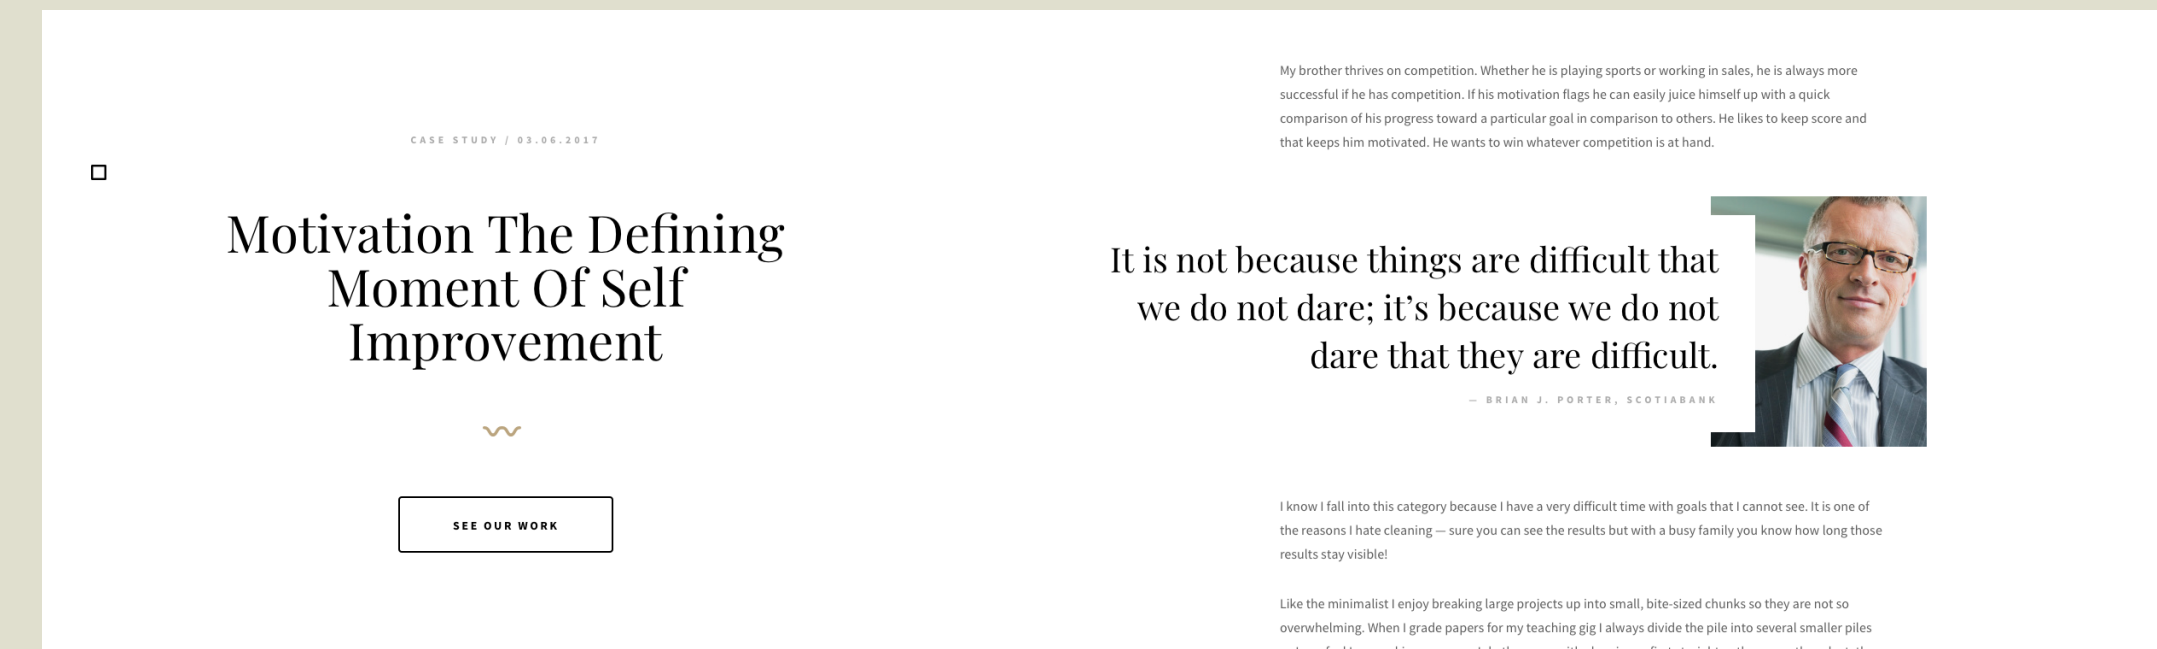 CASE STUDY / 03.06.2017
Motivation The Defining
Moment Of Self
Improvement
SEE OUR WORK
My brother thrives on competition. Whether he is playing sports or working in sales, he is always more
successful if he has competition. If his motivation flags he can easily juice himself up with a quick
comparison of his progress toward a particular goal in comparison to others. He likes to keep score and
that keeps him motivated. He wants to win whatever competition is at hand.
It is not because things are difficult that
we do not dare; it’s because we do not
dare that they are difficult.
— BRIAN J. PORTER, SCOTIABANK
I know I fall into this category because I have a very difficult time with goals that I cannot see. It is one of
the reasons I hate cleaning — sure you can see the results but with a busy family you know how long those
results stay visible!
Like the minimalist I enjoy breaking large projects up into small, bite-sized chunks so they are not so
overwhelming. When I grade papers for my teaching gig I always divide the pile into several smaller piles